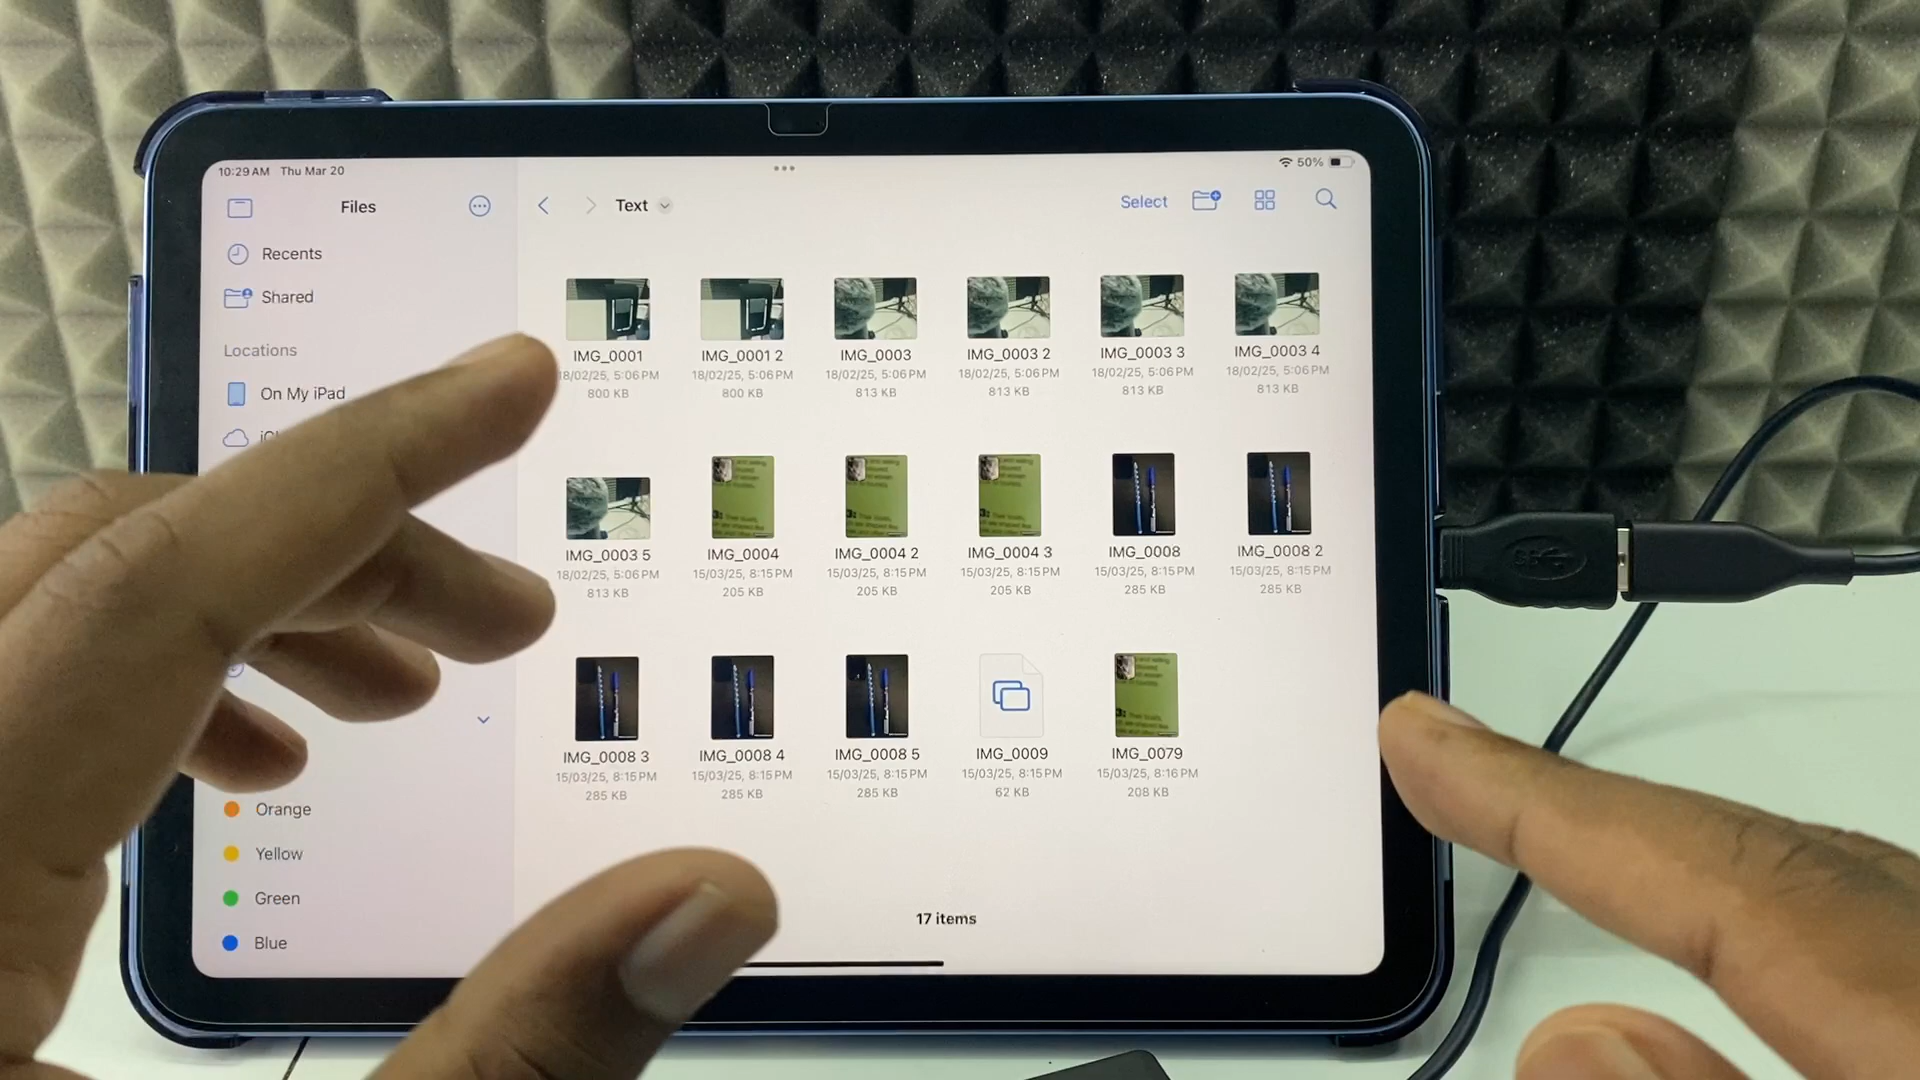 10:29 AM Thu Mar 20
50%
Files
Text
Select
Recents
Shared
Locations
On My iPad
Orange
Yellow
Green
Blue
IMG_0001
18/02/25, 5:06 PM
800 KB
IMG_0001 2
18/02/25, 5:06 PM
800 KB
IMG_0003
18/02/25, 5:06 PM
813 KB
IMG_0003 2
18/02/25, 5:06 PM
813 KB
IMG_0003 3
18/02/25, 5:06 PM
813 KB
IMG_0003 4
18/02/25, 5:06 PM
813 KB
IMG_0003 5
18/02/25, 5:06 PM
813 KB
IMG_0004
15/03/25, 8:15 PM
205 KB
IMG_0004 2
15/03/25, 8:15 PM
205 KB
IMG_0004 3
15/03/25, 8:15 PM
205 KB
IMG_0008
15/03/25, 8:15 PM
285 KB
IMG_0008 2
15/03/25, 8:15 PM
285 KB
IMG_0008 3
15/03/25, 8:15 PM
285 KB
IMG_0008 4
15/03/25, 8:15 PM
285 KB
IMG_0008 5
15/03/25, 8:15 PM
285 KB
IMG_0009
15/03/25, 8:15 PM
62 KB
IMG_0079
15/03/25, 8:16 PM
208 KB
17 items